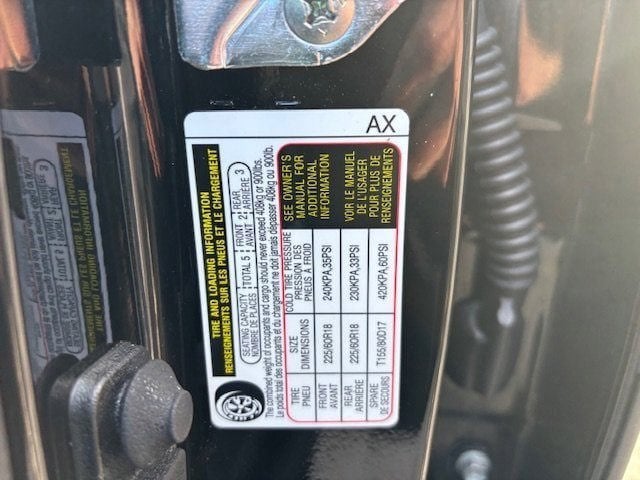 AX
TIRE AND LOADING INFORMATION
RENSEIGNEMENTS SUR LES PNEUS ET LE CHARGEMENT
SEATING CAPACITY TOTAL 5 FRONT 2 REAR 3
NOMBRE DE PLACES AVANT ARRIÈRE
The combined weight of occupants and cargo should never exceed 408kg or 900lbs.
Le poids total des occupants et du chargement ne doit jamais dépasser 408kg ou 900lb.
TIRE SIZE COLD TIRE PRESSURE
PNEU DIMENSIONS PRESSION DES PNEUS À FROID
FRONT 225/60R18 240KPA,35PSI
AVANT
REAR 225/60R18 230KPA,33PSI
ARRIÈRE
SPARE T155/80D17 420KPA,60PSI
DE SECOURS
SEE OWNER'S
MANUAL FOR
ADDITIONAL
INFORMATION
VOIR LE MANUEL
DE L'USAGER
POUR PLUS DE
RENSEIGNEMENTS